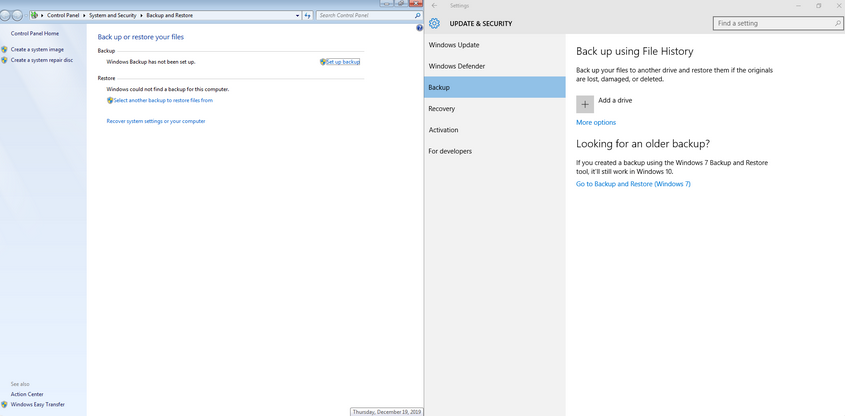 Control Panel ▸ System and Security ▸ Backup and Restore
Search Control Panel
Control Panel Home
Create a system image
Create a system repair disc
Back up or restore your files
Backup
Windows Backup has not been set up.
Set up backup
Restore
Windows could not find a backup for this computer.
Select another backup to restore files from
Recover system settings or your computer
See also
Action Center
Windows Easy Transfer
Thursday, December 19, 2019
Settings
UPDATE & SECURITY
Find a setting
Windows Update
Windows Defender
Backup
Recovery
Activation
For developers
Back up using File History
Back up your files to another drive and restore them if the originals
are lost, damaged, or deleted.
Add a drive
More options
Looking for an older backup?
If you created a backup using the Windows 7 Backup and Restore
tool, it'll still work in Windows 10.
Go to Backup and Restore (Windows 7)